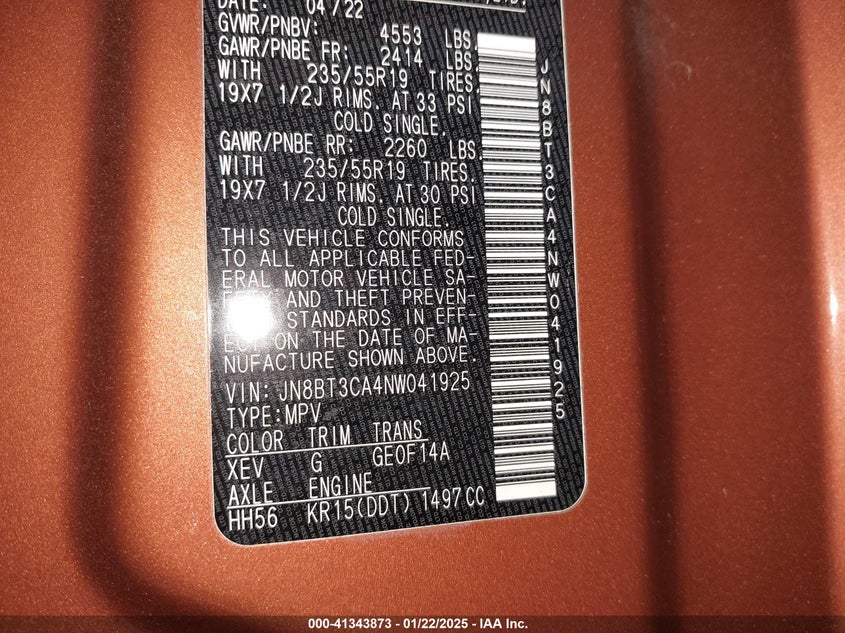 DATE: 04/22
GVWR/PNBV: 4553 LBS.
GAWR/PNBE FR: 2414 LBS.
WITH 235/55R19 TIRES.
19X7 1/2J RIMS. AT 33 PSI
COLD SINGLE.
GAWR/PNBE RR: 2260 LBS.
WITH 235/55R19 TIRES.
19X7 1/2J RIMS. AT 30 PSI
COLD SINGLE.
THIS VEHICLE CONFORMS
TO ALL APPLICABLE FED-
ERAL MOTOR VEHICLE SA-
AND THEFT PREVEN-
STANDARDS IN EFF-
ECT ON THE DATE OF MA-
NUFACTURE SHOWN ABOVE.
VIN: JN8BT3CA4NW041925
TYPE:MPV
COLOR TRIM TRANS
XEV G GEOF14A
AXLE ENGINE
HH56 KR15(DDT) 1497CC
JN8BT3CA4NW041925
000-41343873 - 01/22/2025 - IAA Inc.